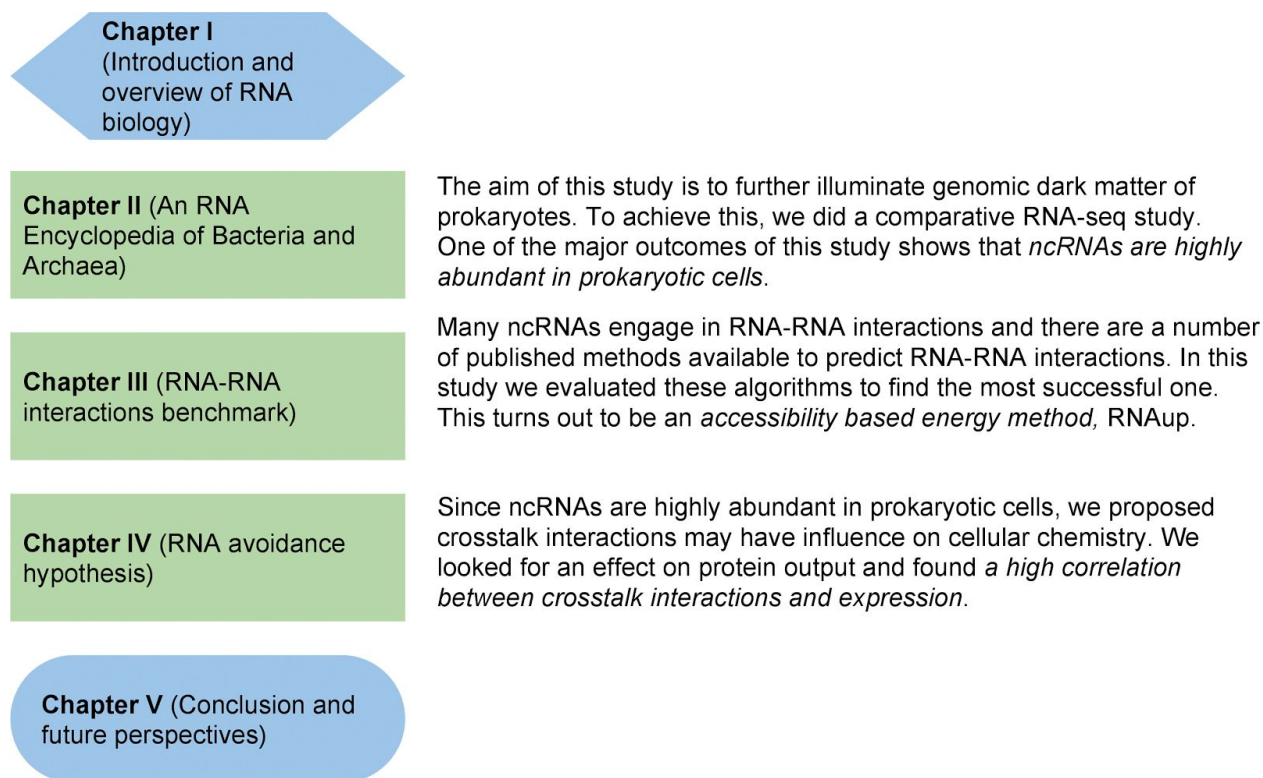 Chapter I
(Introduction and
overview of RNA
biology)
Chapter II (An RNA
Encyclopedia of Bacteria and
Archaea)
The aim of this study is to further illuminate genomic dark matter of
prokaryotes. To achieve this, we did a comparative RNA-seq study.
One of the major outcomes of this study shows that ncRNAs are highly
abundant in prokaryotic cells.
Chapter III (RNA-RNA
interactions benchmark)
Many ncRNAs engage in RNA-RNA interactions and there are a number
of published methods available to predict RNA-RNA interactions. In this
study we evaluated these algorithms to find the most successful one.
This turns out to be an accessibility based energy method, RNAup.
Chapter IV (RNA avoidance
hypothesis)
Since ncRNAs are highly abundant in prokaryotic cells, we proposed
crosstalk interactions may have influence on cellular chemistry. We
looked for an effect on protein output and found a high correlation
between crosstalk interactions and expression.
Chapter V (Conclusion and
future perspectives)